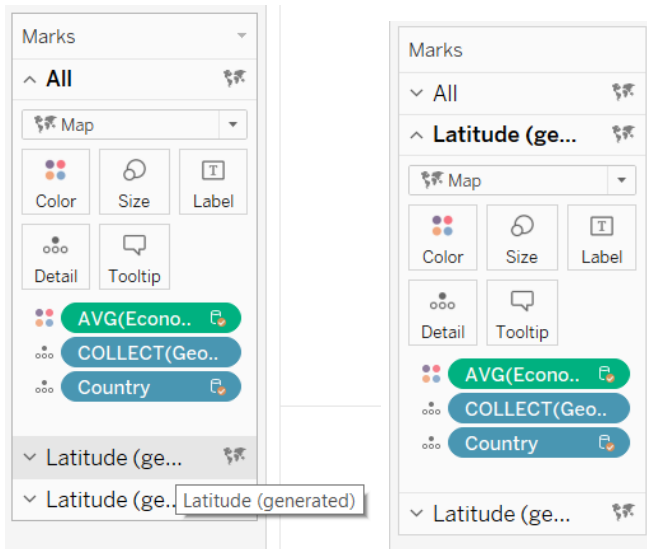 Marks
All
Map
Color Size Label
Detail Tooltip
AVG(Econo..
COLLECT(Geo..
Country
Latitude (ge...
Latitude (ge..
Latitude (generated)
Marks
All
Latitude (ge...
Map
Color Size Label
Detail Tooltip
AVG(Econo..
COLLECT(Geo..
Country
Latitude (ge...